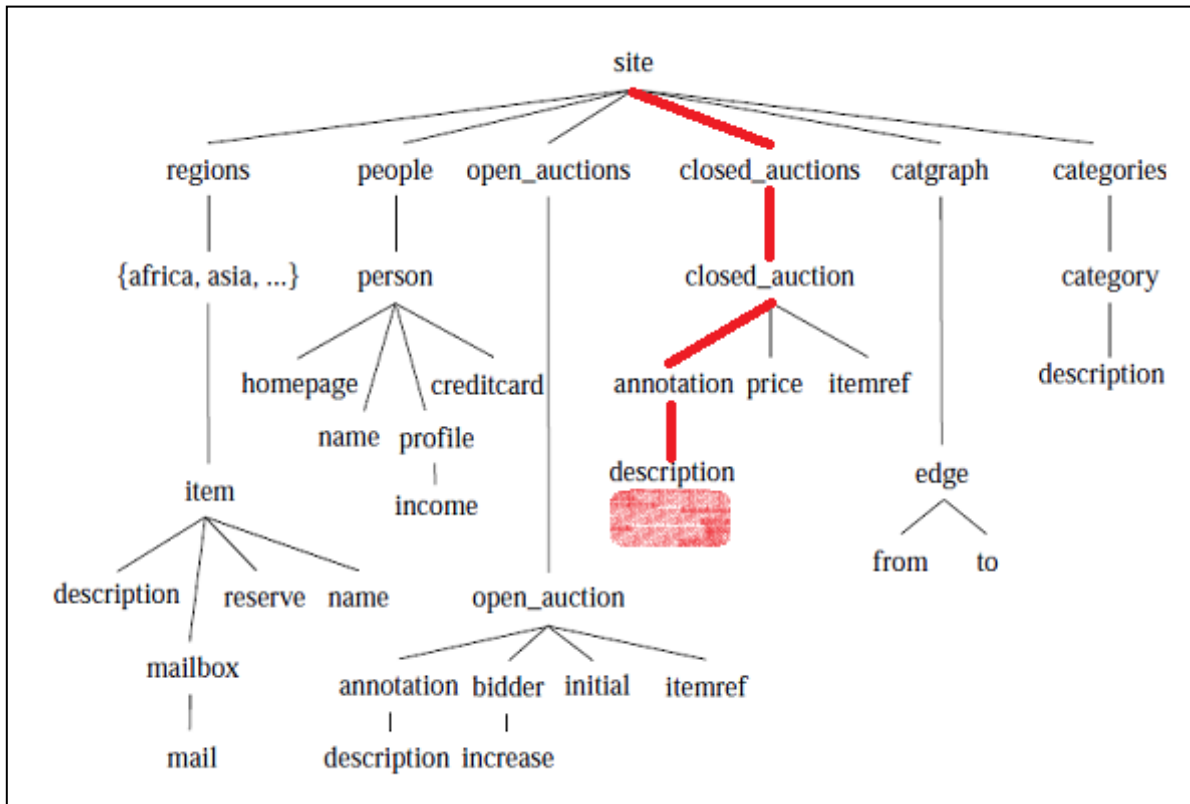 site
regions people open_auctions closed_auctions catgraph categories
{africa, asia, ...} person closed_auction category
homepage creditcard annotation price itemref description
name profile
description edge
item income
from to
description reserve name open_auction
mailbox annotation bidder initial itemref
mail description increase